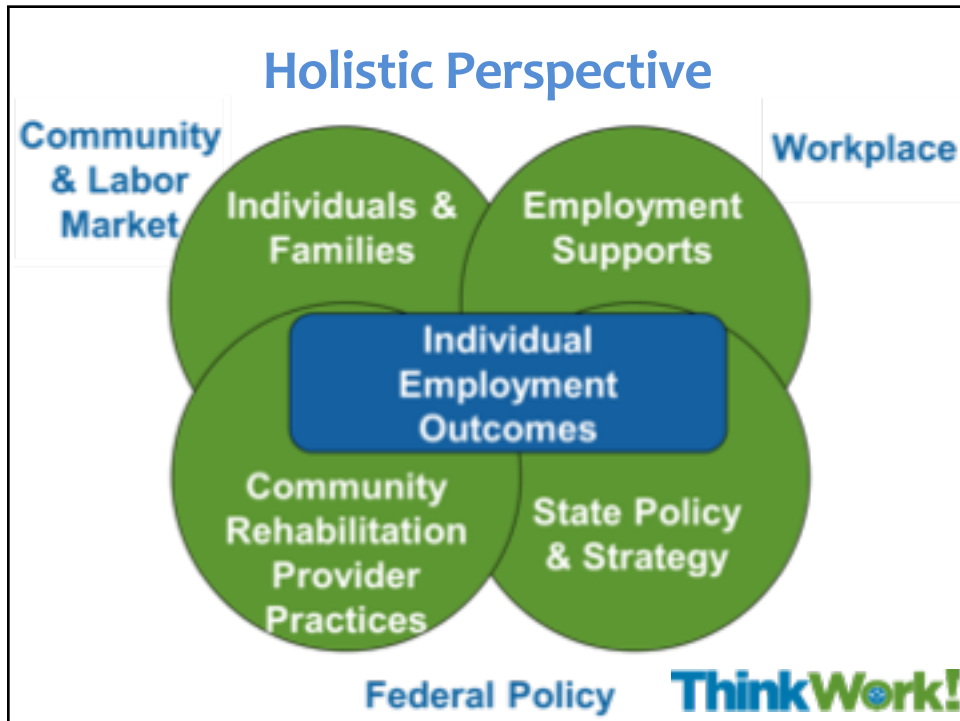 Holistic Perspective
Community
& Labor
Market
Workplace
Individuals &
Families
Employment
Supports
Individual
Employment
Outcomes
Community
Rehabilitation
Provider
Practices
State Policy
& Strategy
Federal Policy
ThinkWork!